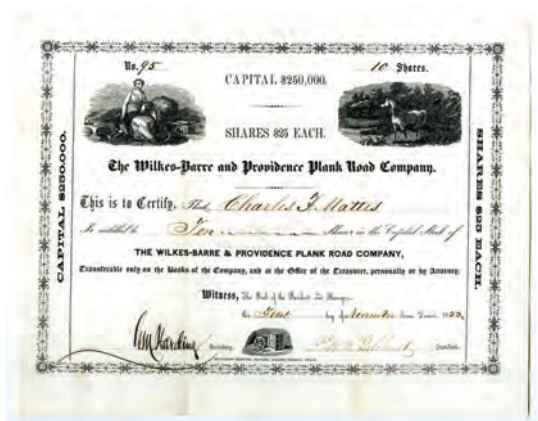 No. 95
10 Shares.
CAPITAL $250,000.
SHARES $25 EACH.
The Wilkes-Barre and Providence Plank Road Company.
This is to Certify, That Charles F. Mattes
Is entitled to Ten Shares in the Capital Stock of
THE WILKES-BARRE & PROVIDENCE PLANK ROAD COMPANY,
Transferable only on the Books of the Company, and at the Office of the Treasurer, personally or by Attorney.
Witness, The Seal of the President and Managers
the First day of November Anno Domini 1853
Secretary.
President.
CAPITAL $250,000.
SHARES $25 EACH.